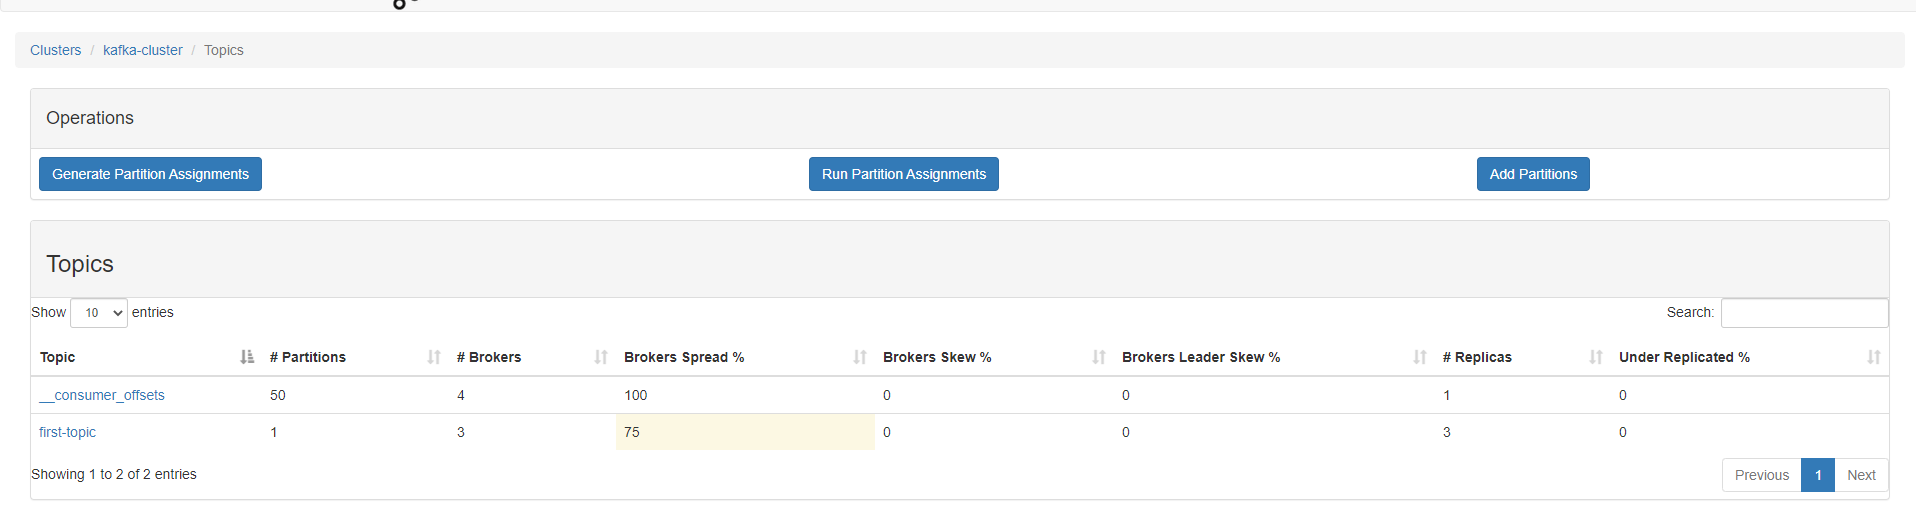 Clusters / kafka-cluster / Topics
Operations
Generate Partition Assignments Run Partition Assignments Add Partitions
Topics
Show 10 entries Search:
Topic # Partitions # Brokers Brokers Spread % Brokers Skew % Brokers Leader Skew % # Replicas Under Replicated %
__consumer_offsets 50 4 100 0 0 1 0
first-topic 1 3 75 0 0 3 0
Showing 1 to 2 of 2 entries Previous 1 Next